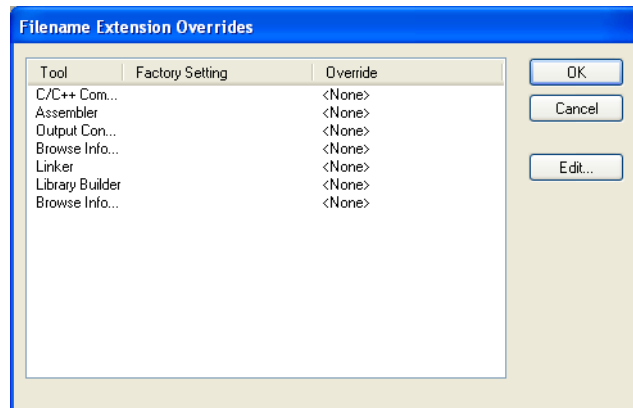 Filename Extension Overrides
Tool Factory Setting Override
C/C++ Com... <None>
Assembler <None>
Output Con... <None>
Browse Info... <None>
Linker <None>
Library Builder <None>
Browse Info... <None>
OK
Cancel
Edit...